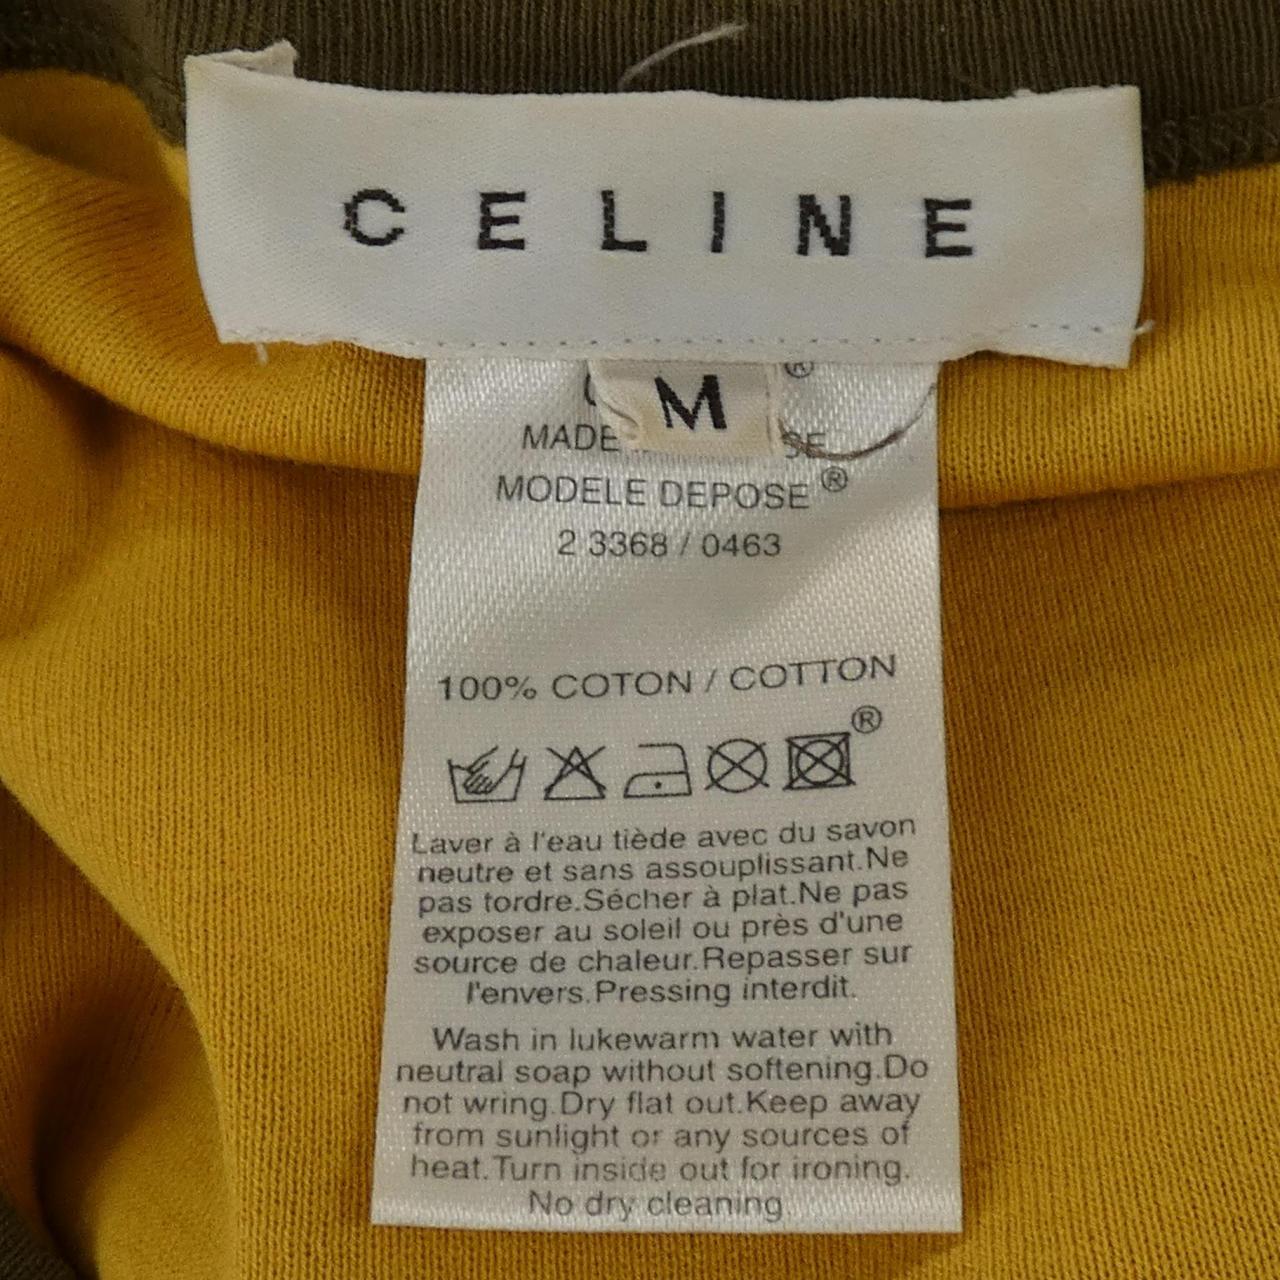 CELINE
M
®
MADE
MODELE DEPOSE ®
2 3368 / 0463
100% COTON / COTTON
®
Laver à l'eau tiède avec du savon
neutre et sans assouplissant.Ne
pas tordre.Sécher à plat.Ne pas
exposer au soleil ou près d'une
source de chaleur.Repasser sur
l'envers.Pressing interdit.
Wash in lukewarm water with
neutral soap without softening.Do
not wring.Dry flat out.Keep away
from sunlight or any sources of
heat.Turn inside out for ironing.
No dry cleaning.